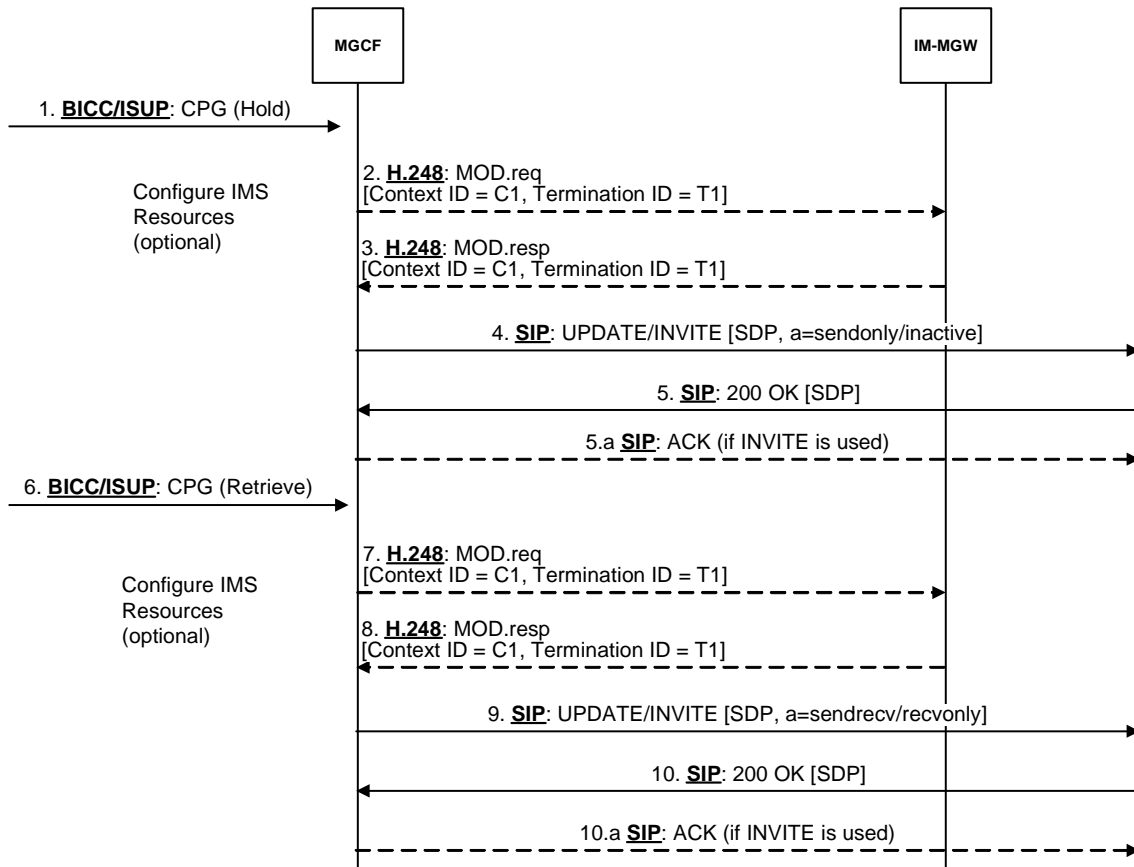 MGCF
IM-MGW
1. BICC/ISUP: CPG (Hold)
Configure IMS
Resources
(optional)
2. H.248: MOD.req
[Context ID = C1, Termination ID = T1]
3. H.248: MOD.resp
[Context ID = C1, Termination ID = T1]
4. SIP: UPDATE/INVITE [SDP, a=sendonly/inactive]
5. SIP: 200 OK [SDP]
5.a SIP: ACK (if INVITE is used)
6. BICC/ISUP: CPG (Retrieve)
Configure IMS
Resources
(optional)
7. H.248: MOD.req
[Context ID = C1, Termination ID = T1]
8. H.248: MOD.resp
[Context ID = C1, Termination ID = T1]
9. SIP: UPDATE/INVITE [SDP, a=sendrecv/recvonly]
10. SIP: 200 OK [SDP]
10.a SIP: ACK (if INVITE is used)